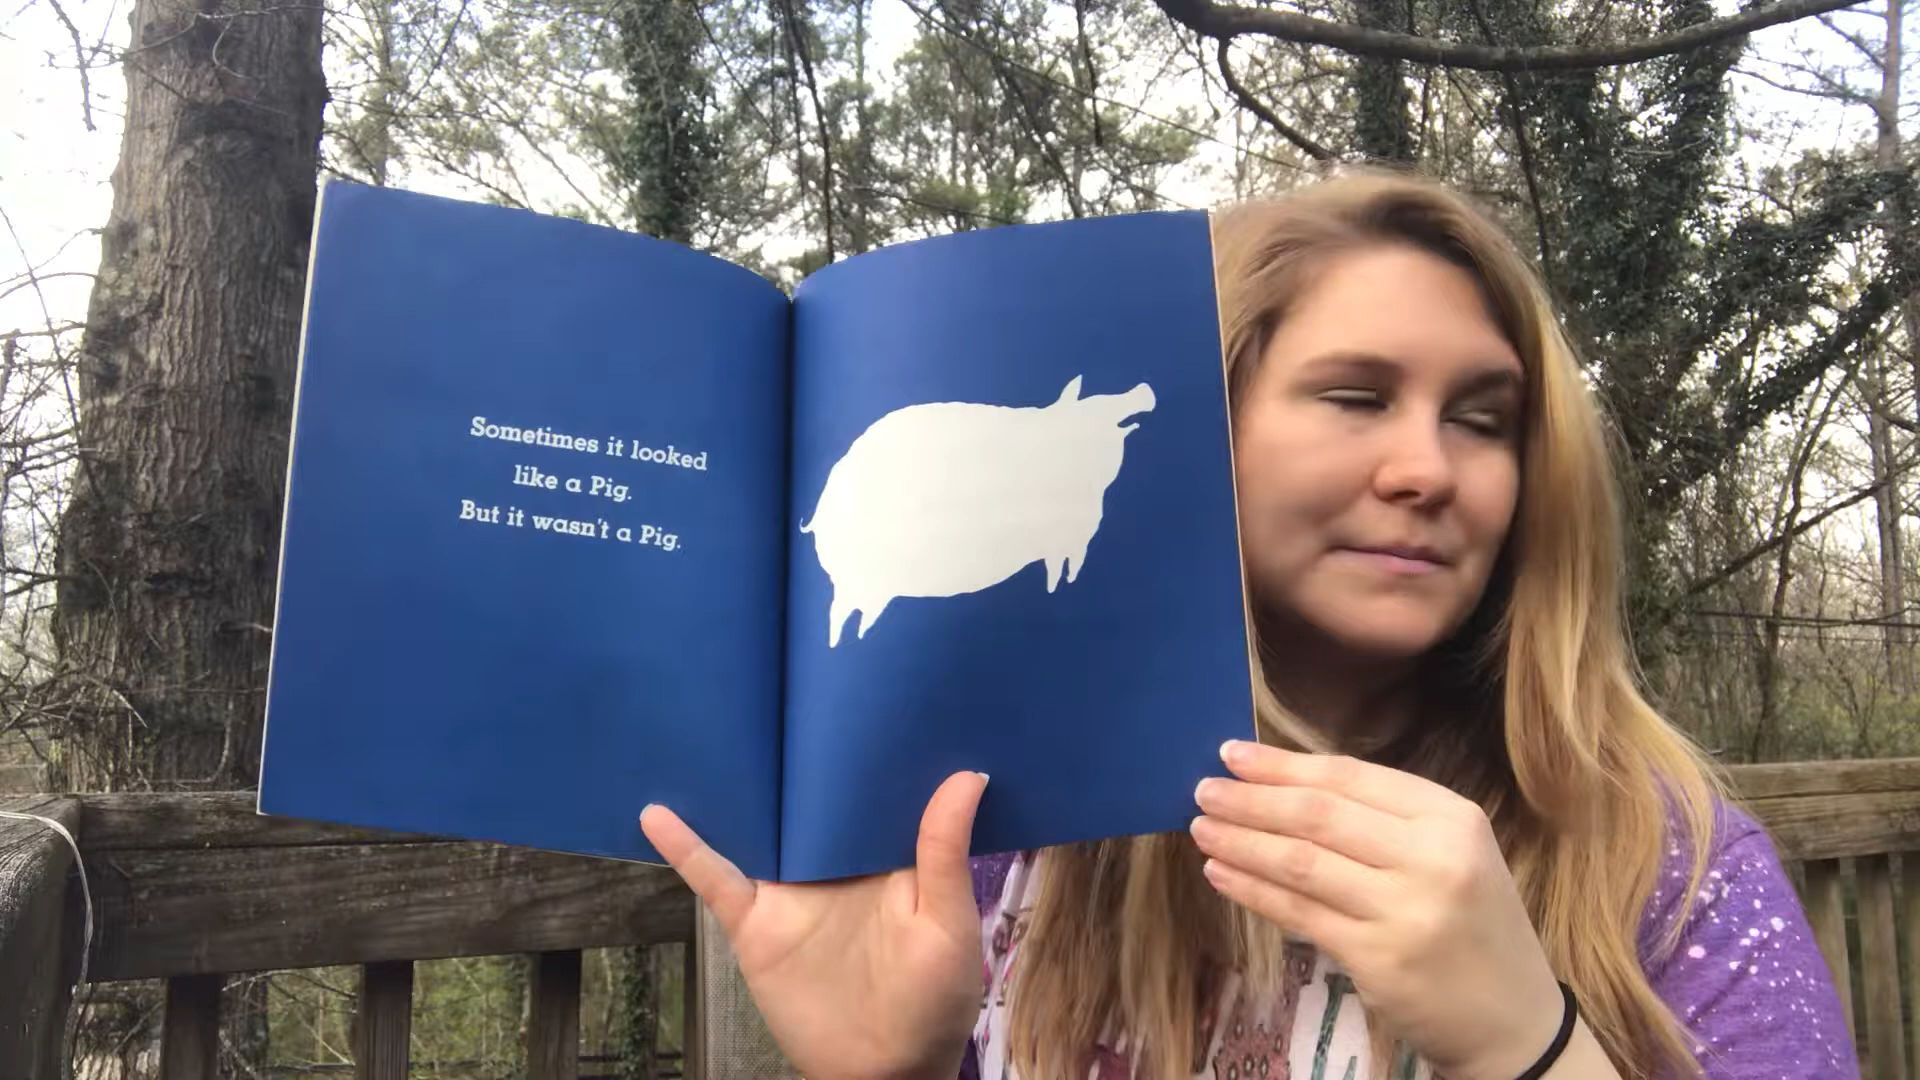 Sometimes it looked
like a Pig.
But it wasn't a Pig.